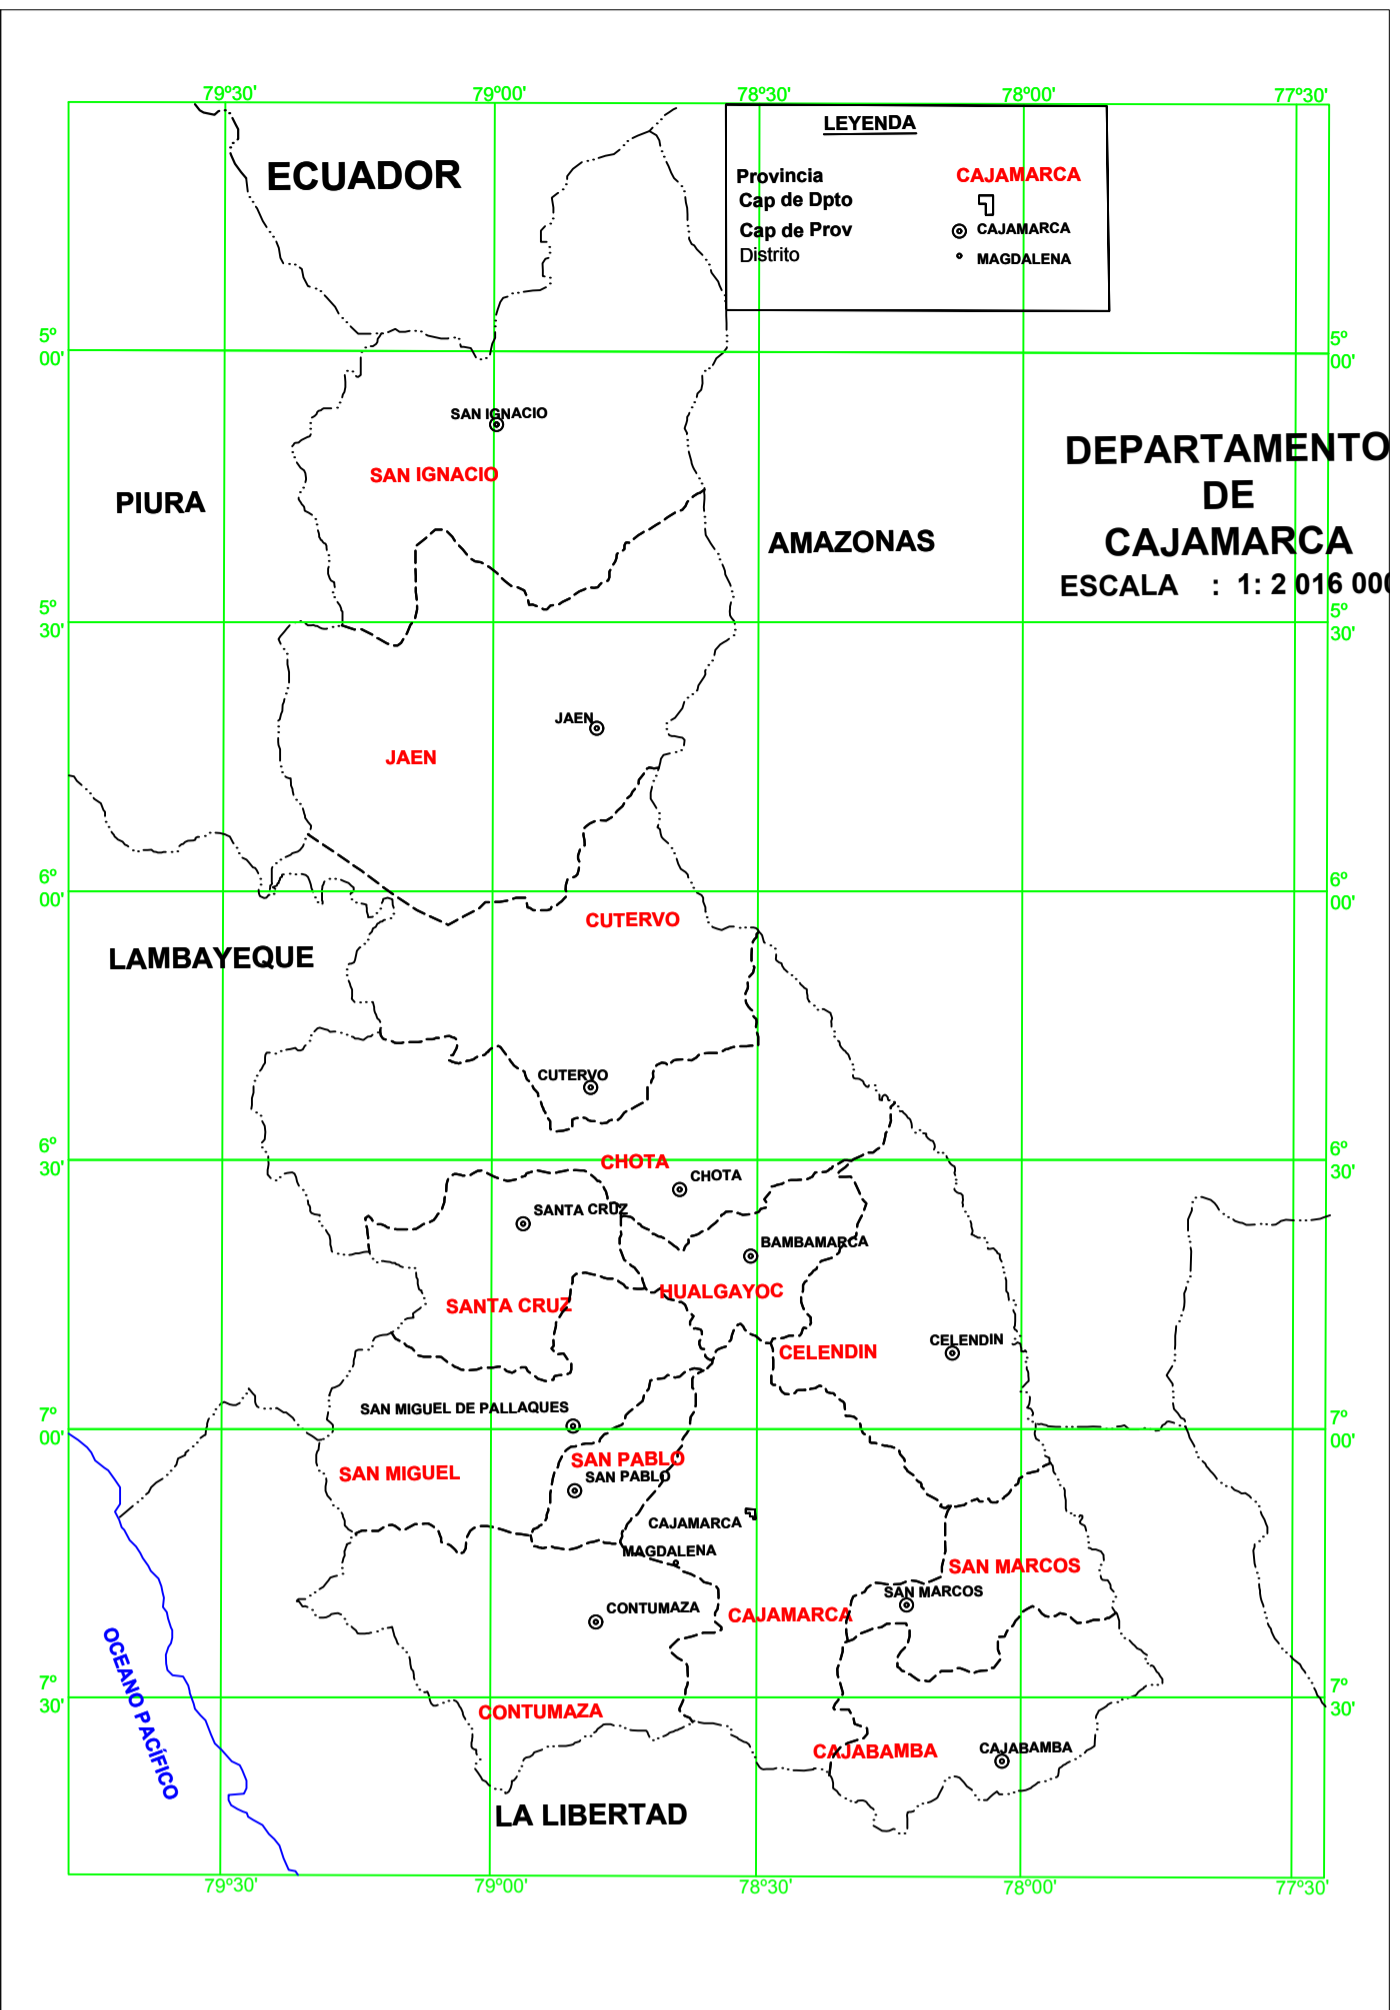 79º30'
79º00'
78º30'
78º00'
77º30'
LEYENDA
Provincia CAJAMARCA
Cap de Dpto
Cap de Prov CAJAMARCA
Distrito MAGDALENA
ECUADOR
5º
00'
5º
00'
SAN IGNACIO
SAN IGNACIO
PIURA
AMAZONAS
DEPARTAMENTO
DE
CAJAMARCA
ESCALA : 1: 2 016 000
5º
30'
5º
30'
JAEN
JAEN
6º
00'
6º
00'
CUTERVO
LAMBAYEQUE
CUTERVO
6º
30'
6º
30'
CHOTA
CHOTA
SANTA CRUZ
BAMBAMARCA
HUALGAYOC
SANTA CRUZ
CELENDIN
CELENDIN
SAN MIGUEL DE PALLAQUES
7º
00'
7º
00'
SAN PABLO
SAN MIGUEL
SAN PABLO
CAJAMARCA
MAGDALENA
SAN MARCOS
SAN MARCOS
CONTUMAZA
CAJAMARCA
OCEANO PACÍFICO
7º
30'
7º
30'
CONTUMAZA
CAJABAMBA
CAJABAMBA
LA LIBERTAD
79º30'
79º00'
78º30'
78º00'
77º30'